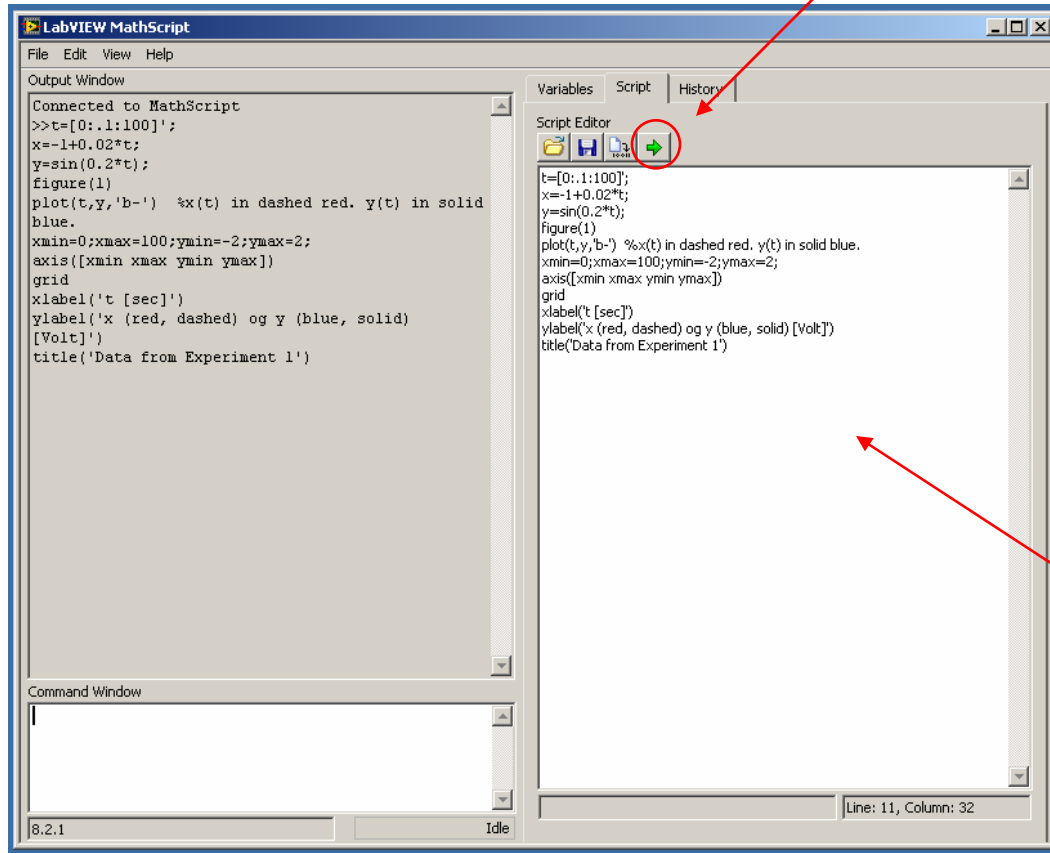 LabVIEW MathScript
File Edit View Help
Output Window
Connected to MathScript
>>t=[0:.1:100]';
x=-1+0.02*t;
y=sin(0.2*t);
figure(1)
plot(t,y,'b-')  %x(t) in dashed red. y(t) in solid
blue.
xmin=0;xmax=100;ymin=-2;ymax=2;
axis([xmin xmax ymin ymax])
grid
xlabel('t [sec]')
ylabel('x (red, dashed) og y (blue, solid)
[Volt]')
title('Data from Experiment 1')
Command Window
8.2.1
Idle
Variables Script History
Script Editor
t=[0:.1:100]';
x=-1+0.02*t;
y=sin(0.2*t);
figure(1)
plot(t,y,'b-')  %x(t) in dashed red. y(t) in solid blue.
xmin=0;xmax=100;ymin=-2;ymax=2;
axis([xmin xmax ymin ymax])
grid
xlabel('t [sec]')
ylabel('x (red, dashed) og y (blue, solid) [Volt]')
title('Data from Experiment 1')
Line: 11, Column: 32